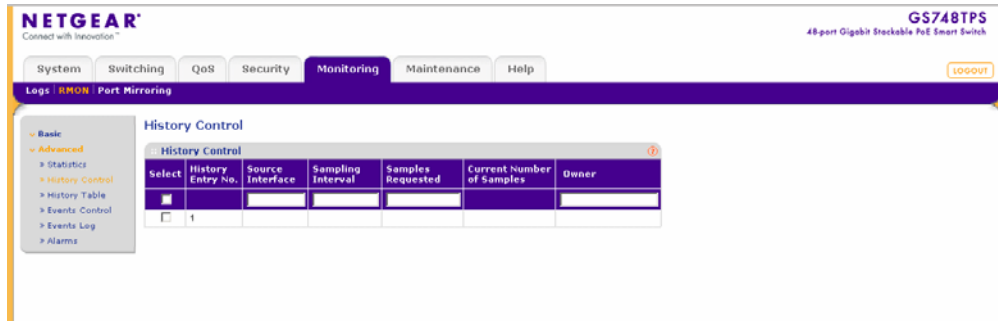 NETGEAR®
Connect with Innovation™
GS748TPS
48-port Gigabit Stackable PoE Smart Switch
System Switching QoS Security Monitoring Maintenance Help
LOGOUT
Logs RMON Port Mirroring
Basic
Advanced
» Statistics
» History Control
» History Table
» Events Control
» Events Log
» Alarms
History Control
History Control
?
Select History Entry No. Source Interface Sampling Interval Samples Requested Current Number of Samples Owner
1